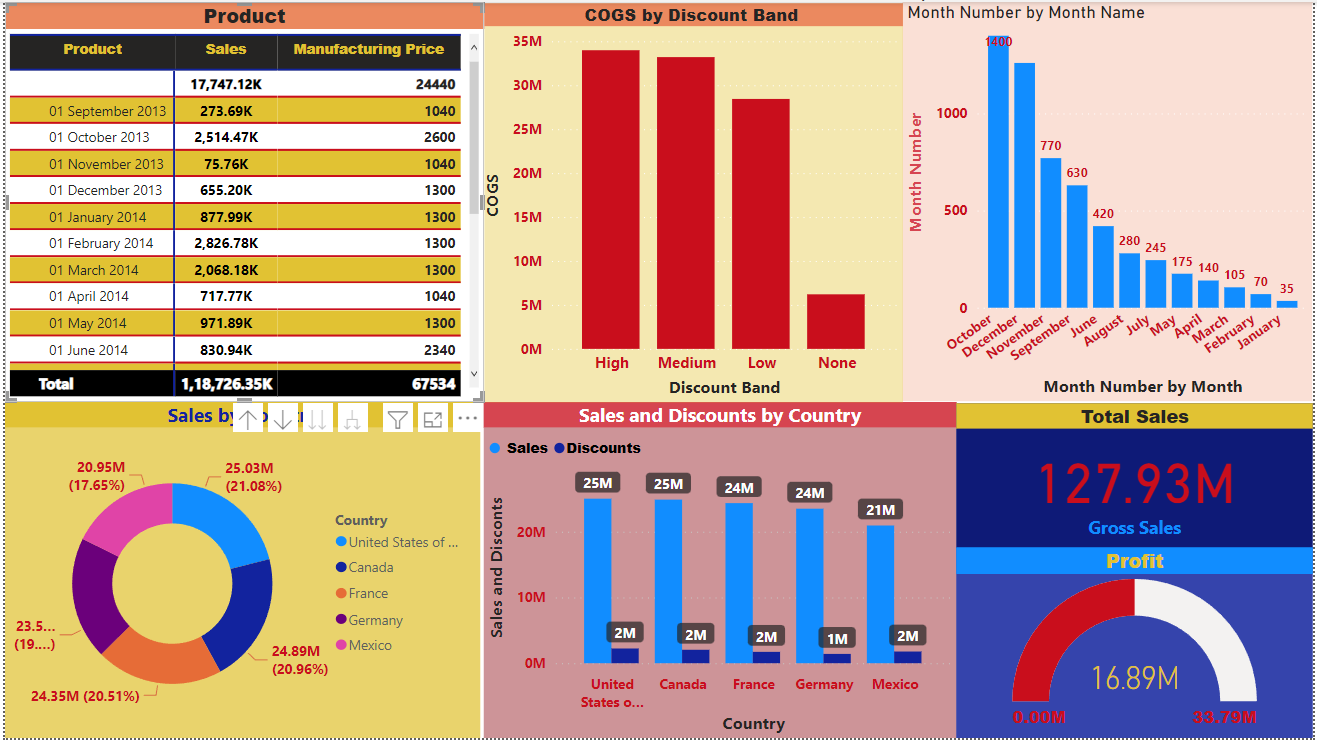 Product
Product Sales Manufacturing Price
17,747.12K 24440
01 September 2013 273.69K 1040
01 October 2013 2,514.47K 2600
01 November 2013 75.76K 1040
01 December 2013 655.20K 1300
01 January 2014 877.99K 1300
01 February 2014 2,826.78K 1300
01 March 2014 2,068.18K 1300
01 April 2014 717.77K 1040
01 May 2014 971.89K 1300
01 June 2014 830.94K 2340
Total 1,18,726.35K 67534
COGS by Discount Band
COGS
35M
30M
25M
20M
15M
10M
5M
0M
High Medium Low None
Discount Band
Month Number by Month Name
Month Number
1000
500
0
1400
770
630
420
280
245
175
140
105
70
35
October
December
November
September
June
August
July
May
April
March
February
January
Month Number by Month
Sales by
20.95M
(17.65%)
25.03M
(21.08%)
23.5...
(19....)
24.89M
(20.96%)
24.35M (20.51%)
Country
United States of ...
Canada
France
Germany
Mexico
Sales and Discounts by Country
Sales Discounts
Sales and Disconts
20M
10M
0M
25M 25M 24M 24M 21M
2M 2M 2M 1M 2M
United Canada France Germany Mexico
States o...
Country
Total Sales
127.93M
Gross Sales
Profit
16.89M
0.00M 33.79M